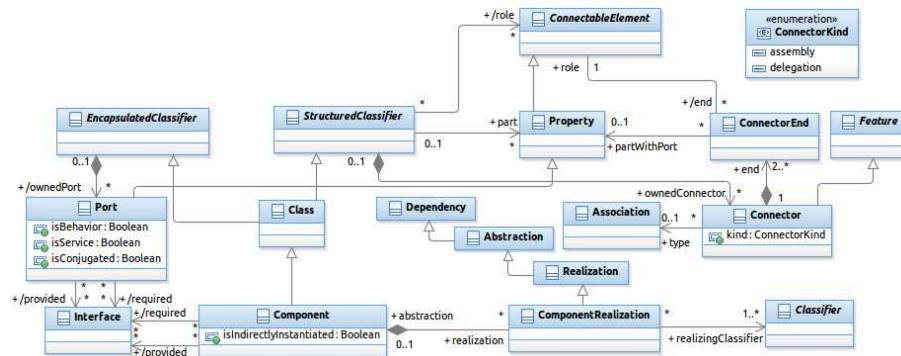 +/role
*
ConnectableElement
«enumeration»
ConnectorKind
assembly
delegation
+ role
1
EncapsulatedClassifier
0..1
StructuredClassifier
*
0..1
0..1
+ part
*
Property
0..1
+ partWithPort
+ /end
*
*
ConnectorEnd
Feature
+ /ownedPort
*
+ end
2..*
+ ownedConnector
*
1
Port
isBehavior : Boolean
isService : Boolean
isConjugated : Boolean
Class
Dependency
Abstraction
Realization
Association
0..1
*
+ type
Connector
kind : ConnectorKind
*
*
+ /provided
*
*
+ /required
Interface
+ /required
*
*
*
*
+ /provided
Component
isIndirectlyInstantiated : Boolean
+ abstraction
0..1
*
+ realization
ComponentRealization
*
1..*
+ realizingClassifier
Classifier